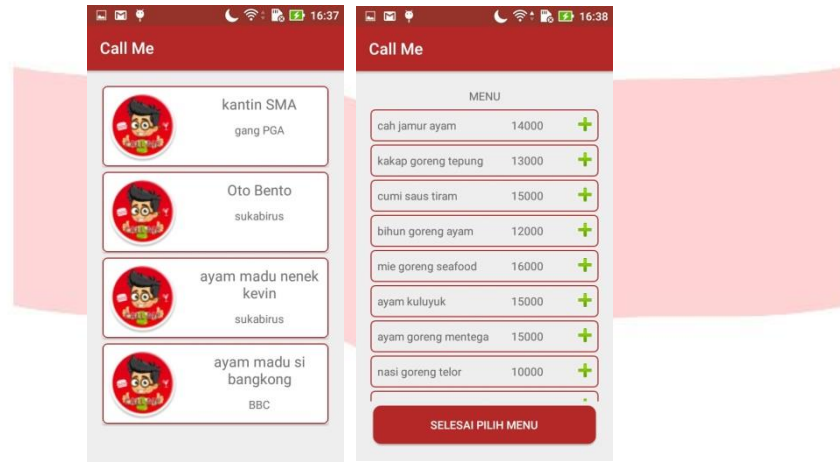 16:37
Call Me
kantin SMA
gang PGA
Oto Bento
sukabirus
ayam madu nenek
kevin
sukabirus
ayam madu si
bangkong
BBC
16:38
Call Me
MENU
cah jamur ayam 14000
kakap goreng tepung 13000
cumi saus tiram 15000
bihun goreng ayam 12000
mie goreng seafood 16000
ayam kuluyuk 15000
ayam goreng mentega 15000
nasi goreng telor 10000
SELESAI PILIH MENU